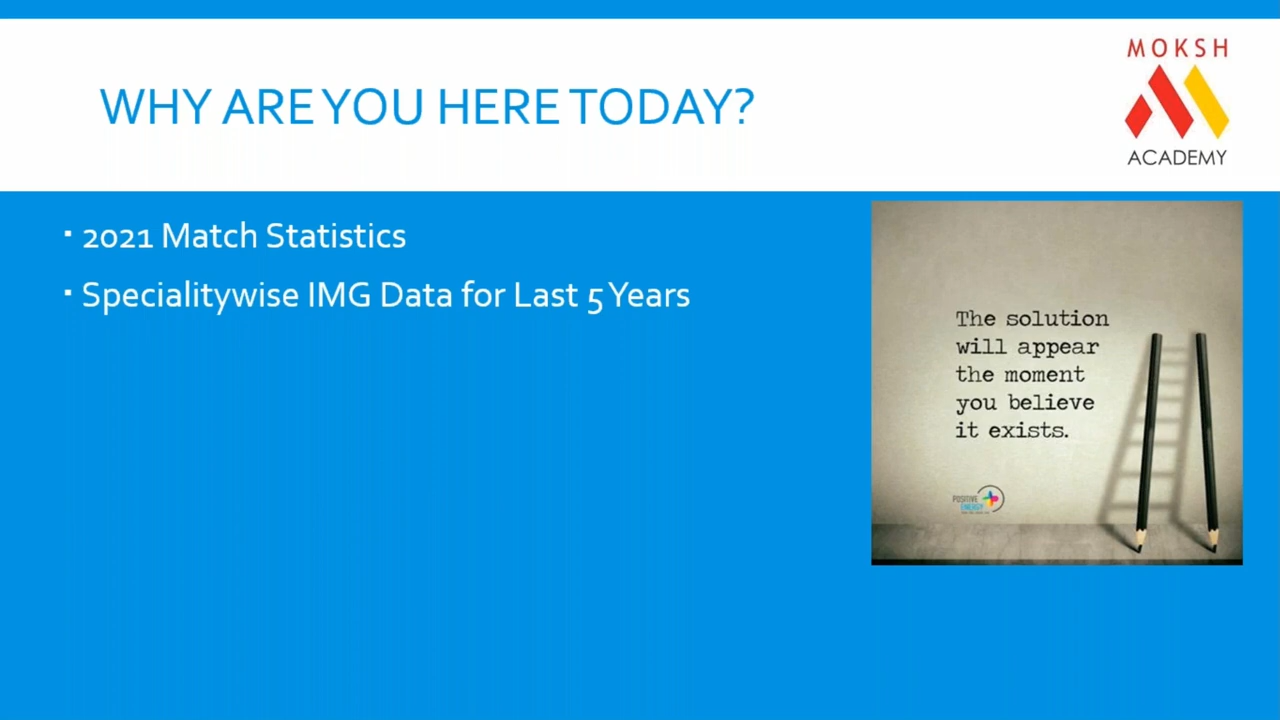 MOKSH
WHY ARE YOU HERE TODAY?
ACADEMY
▪ 2021 Match Statistics
▪ Specialitywise IMG Data for Last 5 Years
The solution
will appear
the moment
you believe
it exists.
POSITIVE
ENERGY